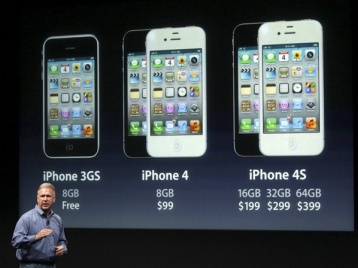 iPhone 3GS
8GB
Free
iPhone 4
8GB
$99
iPhone 4S
16GB 32GB 64GB
$199 $299 $399